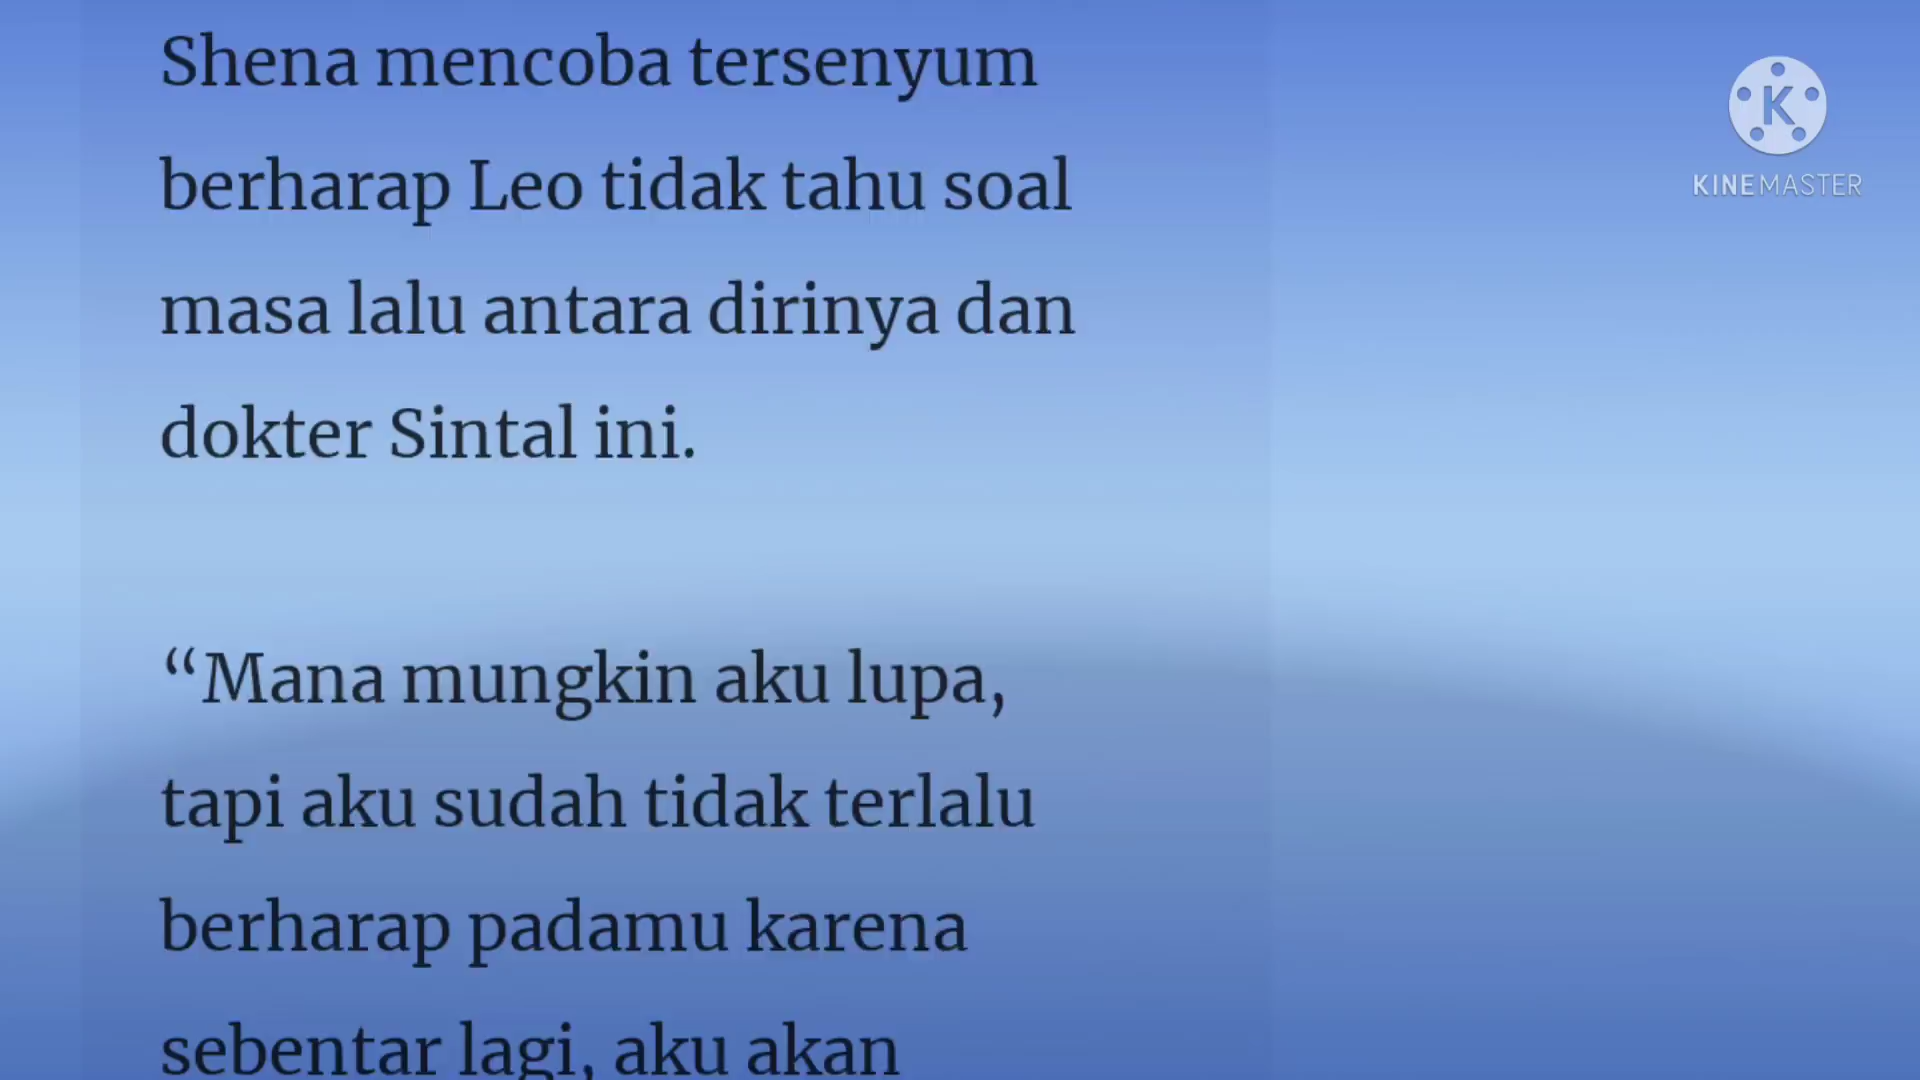 Shena mencoba tersenyum
berharap Leo tidak tahu soal
masa lalu antara dirinya dan
dokter Sintal ini.
“Mana mungkin aku lupa,
tapi aku sudah tidak terlalu
berharap padamu karena
sebentar lagi, aku akan
K
KINEMASTER